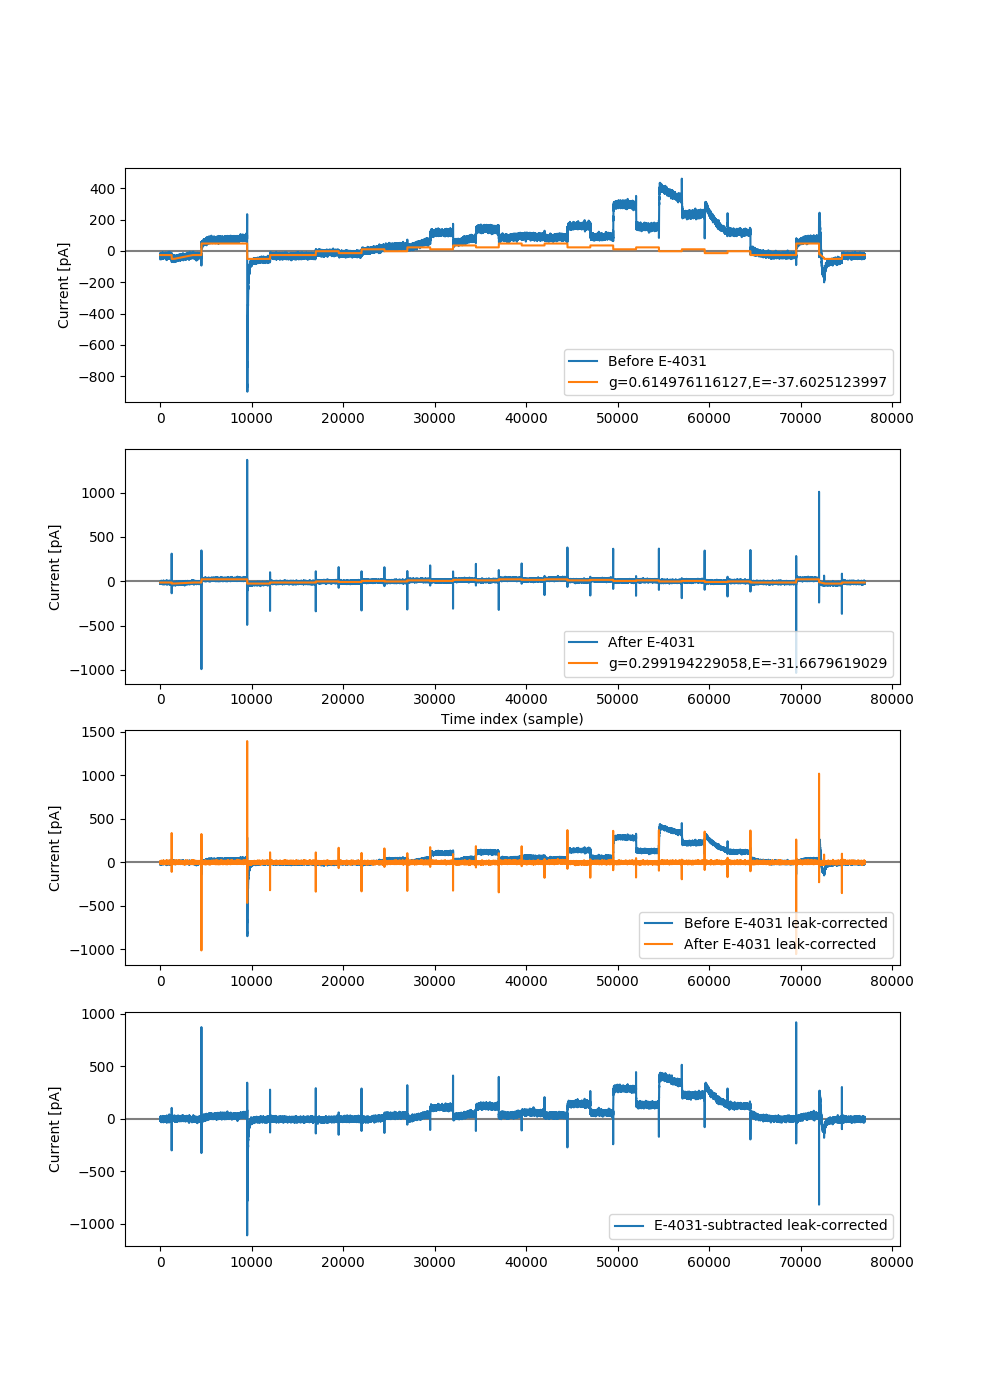 400
200
0
−200
−400
−600
−800
Current [pA]
Before E-4031
g=0.614976116127,E=-37.6025123997
0 10000 20000 30000 40000 50000 60000 70000 80000
1000
500
0
−500
−1000
Current [pA]
After E-4031
g=0.299194229058,E=-31.6679619029
0 10000 20000 30000 40000 50000 60000 70000 80000
Time index (sample)
1500
1000
500
0
−500
−1000
Current [pA]
Before E-4031 leak-corrected
After E-4031 leak-corrected
0 10000 20000 30000 40000 50000 60000 70000 80000
1000
500
0
−500
−1000
Current [pA]
E-4031-subtracted leak-corrected
0 10000 20000 30000 40000 50000 60000 70000 80000